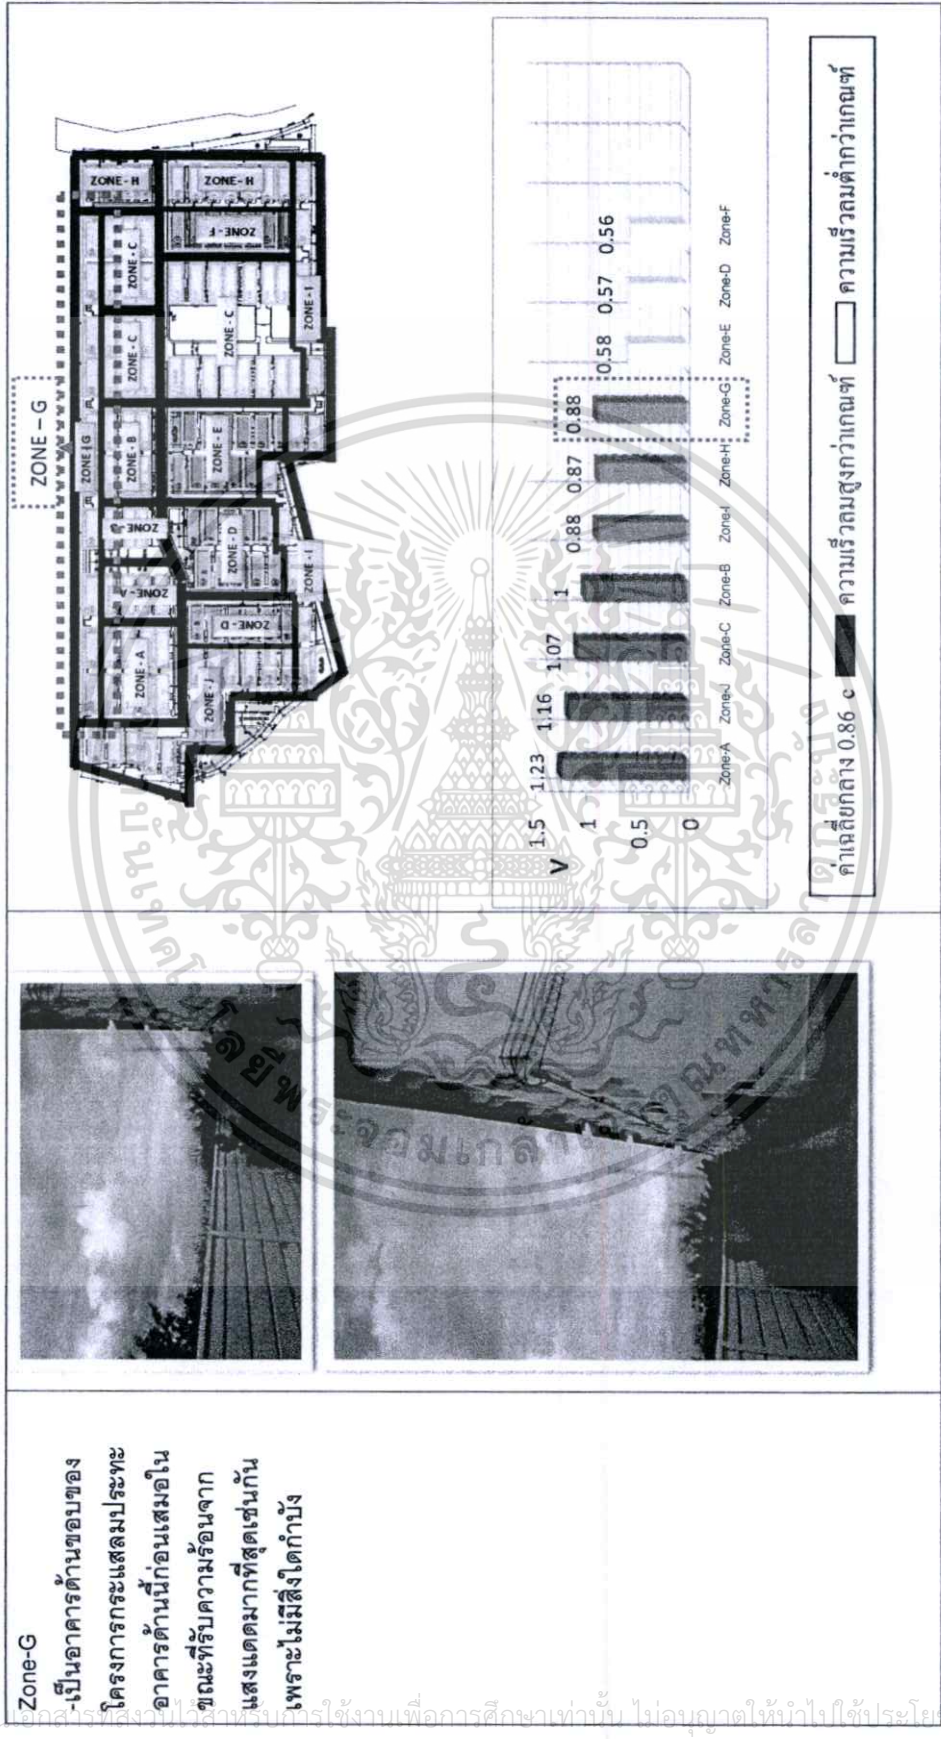 Zone-G
-เป็นอาคารด้านขอบของ
โครงการกระแสลมประทะ
อาคารด้านนี้ก่อนเสมอใน
ขณะที่รับความร้อนจาก
แสงแดดมากที่สุดเช่นกัน
เพราะไม่มีสิ่งใดกำบัง
ZONE – G
ZONE - G
ZONE - H
ZONE - C
ZONE - C
ZONE - B
ZONE - A
ZONE - A
ZONE - H
ZONE - F
ZONE - C
ZONE - E
ZONE - D
ZONE - D
ZONE - J
ZONE - I
ZONE - I
V
1.5
1
0.5
0
1.23
1.16
1.07
1
0.88
0.87
0.88
0.58
0.57
0.56
Zone-A
Zone-J
Zone-C
Zone-B
Zone-I
Zone-H
Zone-G
Zone-E
Zone-D
Zone-F
ค่าเฉลี่ยกลาง 0.86 c ความเร็วลมสูงกว่าเกณฑ์ ความเร็วลมต่ำกว่าเกณฑ์
เอกสารที่สงวนไว้สำหรับการใช้งานเพื่อการศึกษาเท่านั้น ไม่อนุญาตให้นำไปใช้ประโย